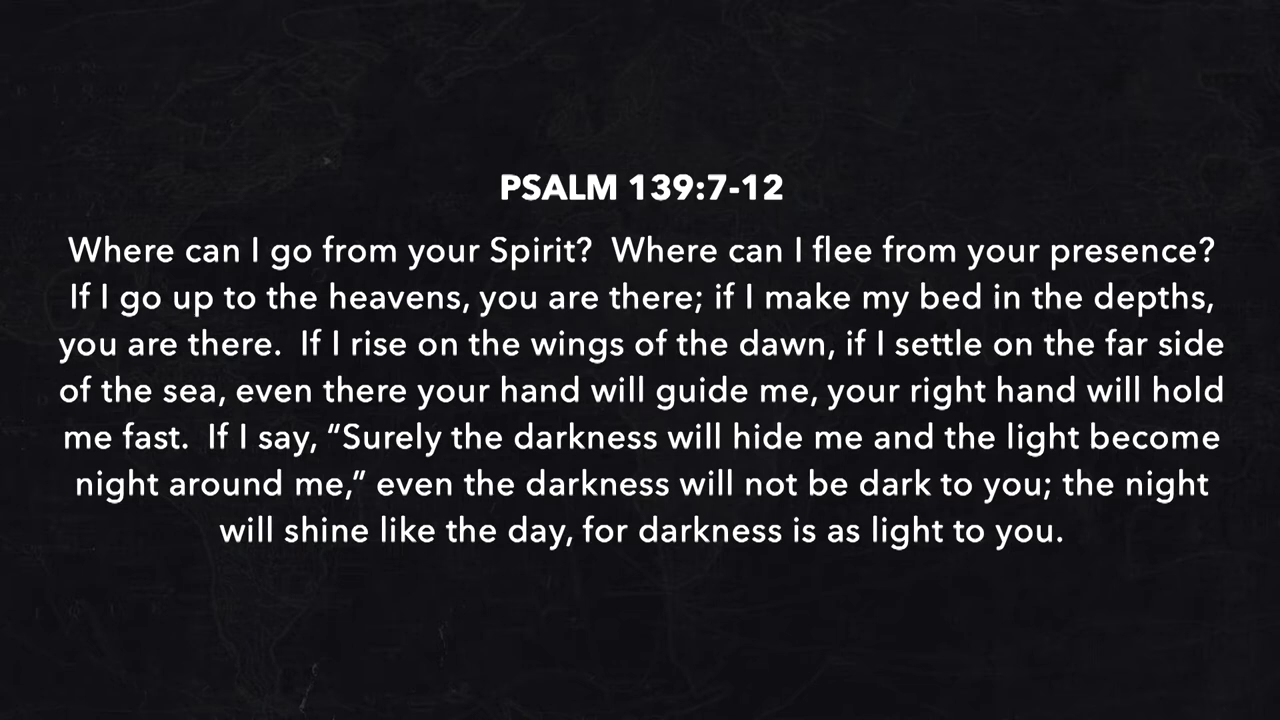 PSALM 139:7-12
Where can I go from your Spirit?  Where can I flee from your presence?
If I go up to the heavens, you are there; if I make my bed in the depths,
you are there.  If I rise on the wings of the dawn, if I settle on the far side
of the sea, even there your hand will guide me, your right hand will hold
me fast.  If I say, “Surely the darkness will hide me and the light become
night around me,” even the darkness will not be dark to you; the night
will shine like the day, for darkness is as light to you.